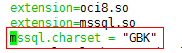 extension=oci8.so
extension=mssql.so
mssql.charset = "GBK"